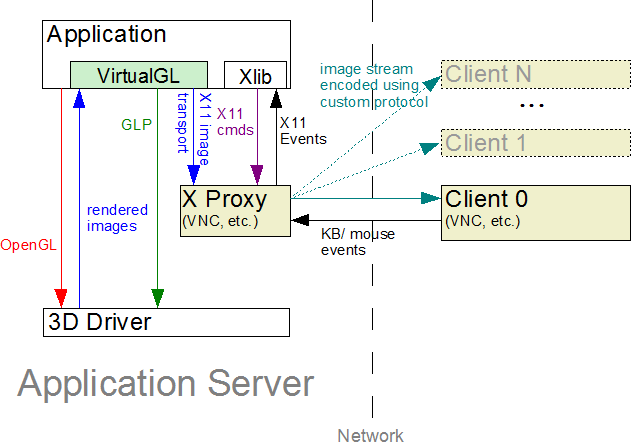 Application
VirtualGL
Xlib
image stream
encoded using
custom protocol
Client N
...
Client 1
GLP
X11 image
transport
X11
cmds
X11
Events
X Proxy
(VNC, etc.)
Client 0
(VNC, etc.)
rendered
images
KB/ mouse
events
OpenGL
3D Driver
Application Server
Network